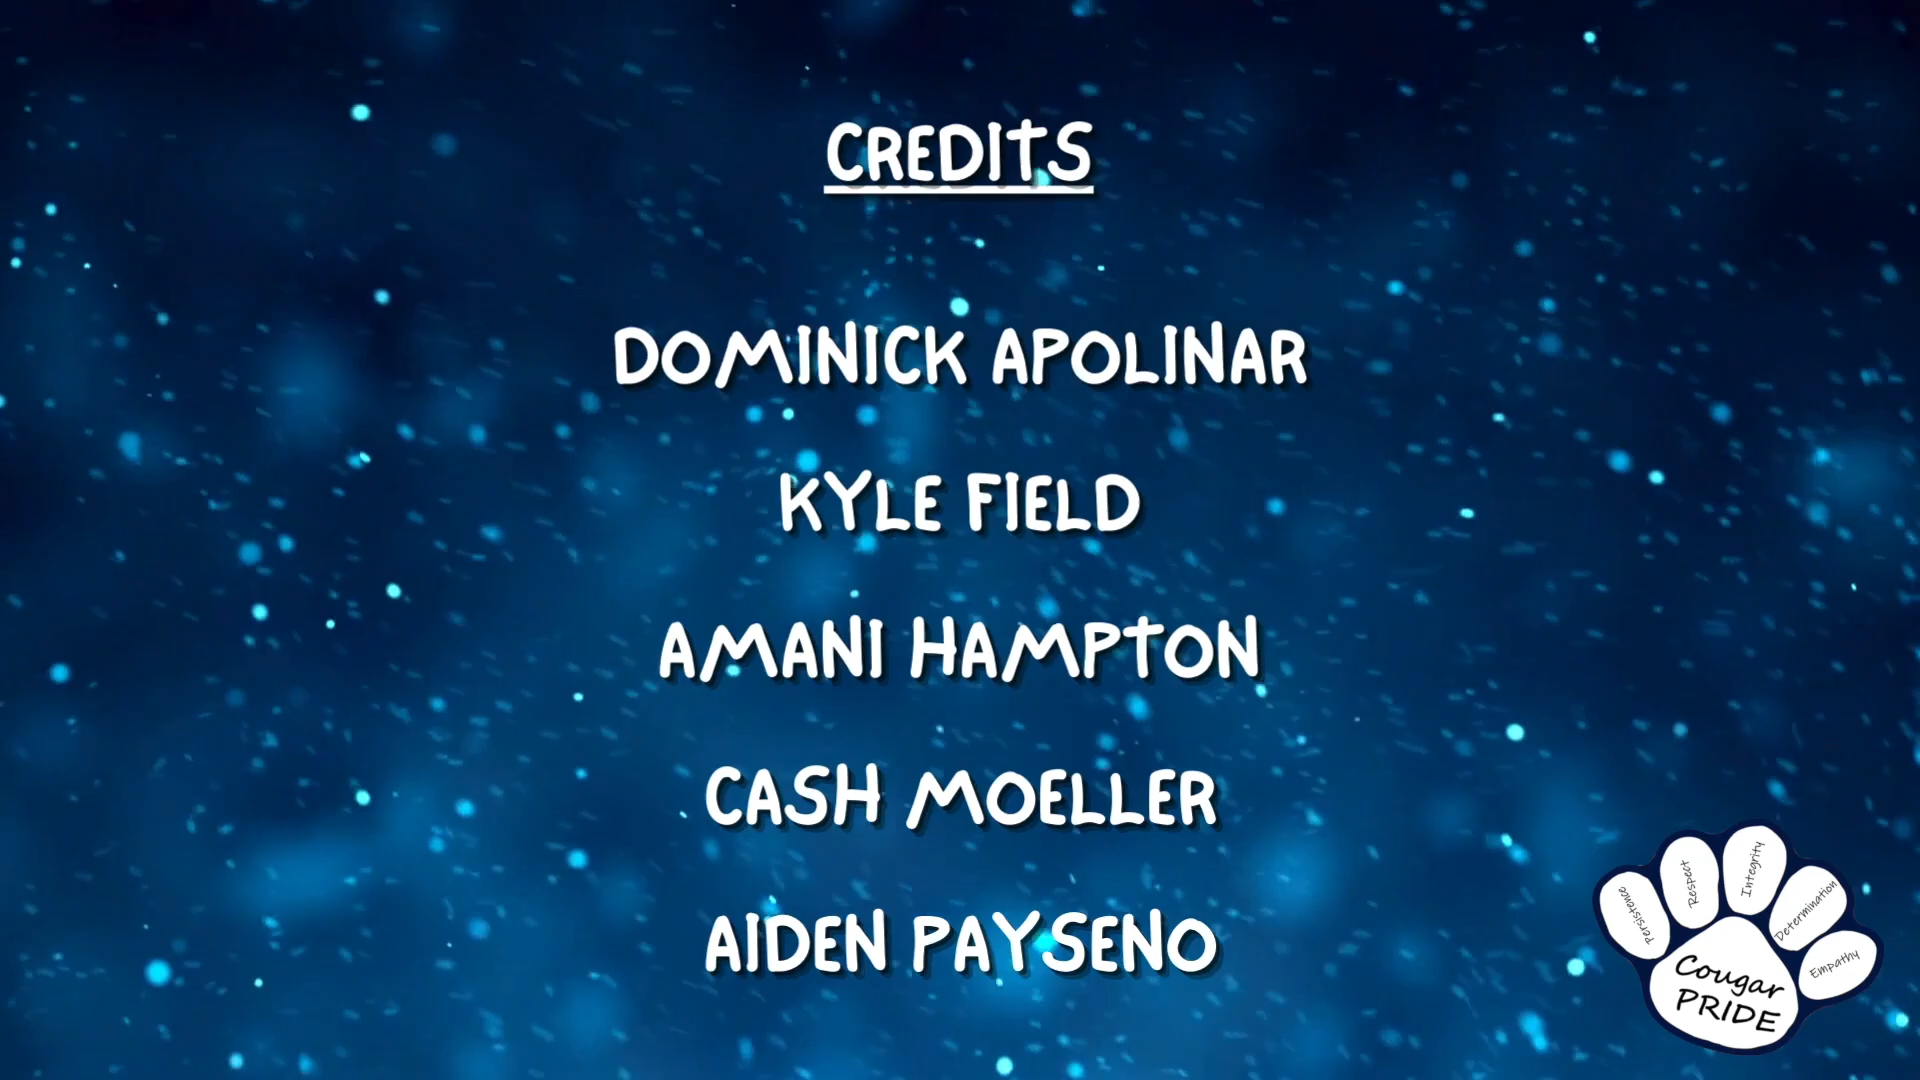 CREDITS
DOMINICK APOLINAR
KYLE FIELD
AMANI HAMPTON
CASH MOELLER
AIDEN PAYSENO
Persistence
Respect
Integrity
Determination
Empathy
Cougar
PRIDE